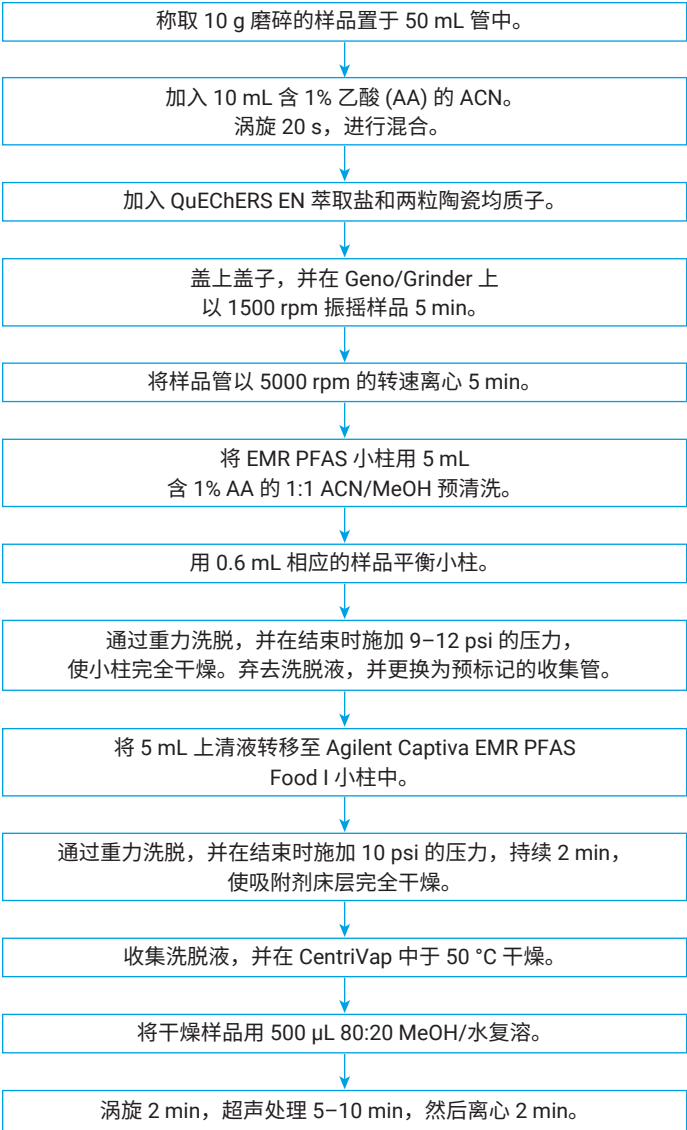 称取 10 g 磨碎的样品置于 50 mL 管中。
加入 10 mL 含 1% 乙酸 (AA) 的 ACN。
涡旋 20 s，进行混合。
加入 QuEChERS EN 萃取盐和两粒陶瓷均质子。
盖上盖子，并在 Geno/Grinder 上
以 1500 rpm 振摇样品 5 min。
将样品管以 5000 rpm 的转速离心 5 min。
将 EMR PFAS 小柱用 5 mL
含 1% AA 的 1:1 ACN/MeOH 预清洗。
用 0.6 mL 相应的样品平衡小柱。
通过重力洗脱，并在结束时施加 9–12 psi 的压力，
使小柱完全干燥。弃去洗脱液，并更换为预标记的收集管。
将 5 mL 上清液转移至 Agilent Captiva EMR PFAS
Food I 小柱中。
通过重力洗脱，并在结束时施加 10 psi 的压力，持续 2 min，
使吸附剂床层完全干燥。
收集洗脱液，并在 CentriVap 中于 50 °C 干燥。
将干燥样品用 500 µL 80:20 MeOH/水复溶。
涡旋 2 min，超声处理 5–10 min，然后离心 2 min。